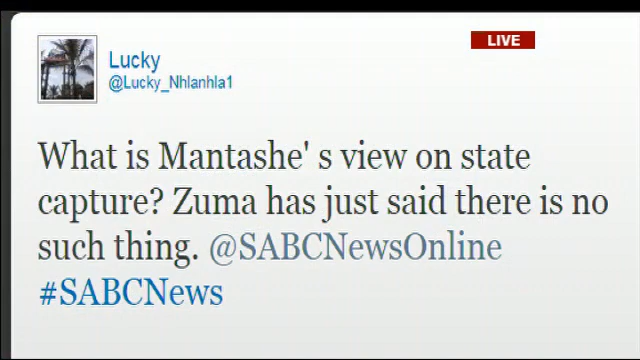 LIVE
Lucky
@Lucky_Nhlanhla1
What is Mantashe' s view on state
capture? Zuma has just said there is no
such thing. @SABCNewsOnline
#SABCNews